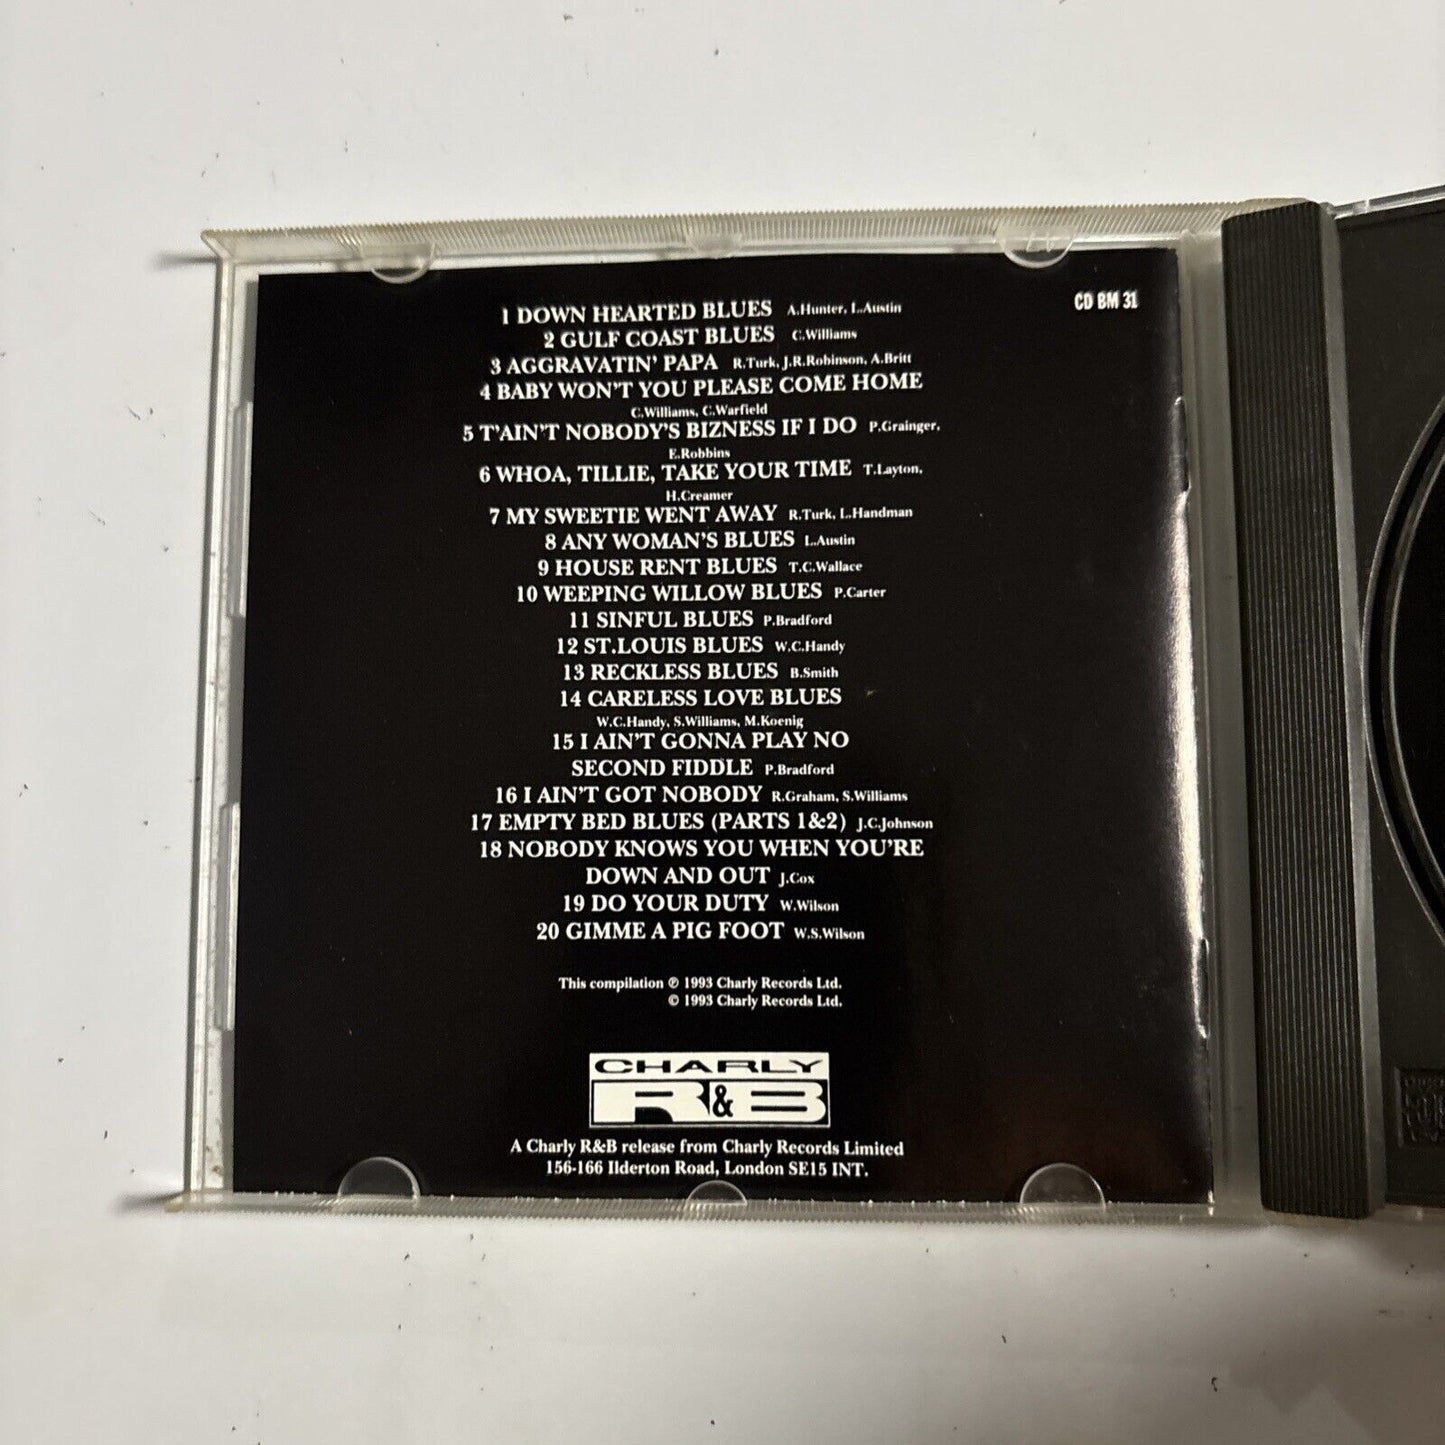 CD BM 31
1 DOWN HEARTED BLUES A.Hunter, L.Austin
2 GULF COAST BLUES C.Williams
3 AGGRAVATIN' PAPA R.Turk, J.R.Robinson, A.Britt
4 BABY WON'T YOU PLEASE COME HOME
C.Williams, C.Warfield
5 T'AIN'T NOBODY'S BIZNESS IF I DO P.Grainger,
E.Robbins
6 WHOA, TILLIE, TAKE YOUR TIME T.Layton,
H.Creamer
7 MY SWEETIE WENT AWAY R.Turk, L.Handman
8 ANY WOMAN'S BLUES L.Austin
9 HOUSE RENT BLUES T.C.Wallace
10 WEEPING WILLOW BLUES P.Carter
11 SINFUL BLUES P.Bradford
12 ST.LOUIS BLUES W.C.Handy
13 RECKLESS BLUES B.Smith
14 CARELESS LOVE BLUES
W.C.Handy, S.Williams, M.Koenig
15 I AIN'T GONNA PLAY NO
SECOND FIDDLE P.Bradford
16 I AIN'T GOT NOBODY R.Graham, S.Williams
17 EMPTY BED BLUES (PARTS 1&2) J.C.Johnson
18 NOBODY KNOWS YOU WHEN YOU'RE
DOWN AND OUT J.Cox
19 DO YOUR DUTY W.Wilson
20 GIMME A PIG FOOT W.S.Wilson
This compilation ℗ 1993 Charly Records Ltd.
© 1993 Charly Records Ltd.
CHARLY
R&B
A Charly R&B release from Charly Records Limited
156-166 Ilderton Road, London SE15 INT.